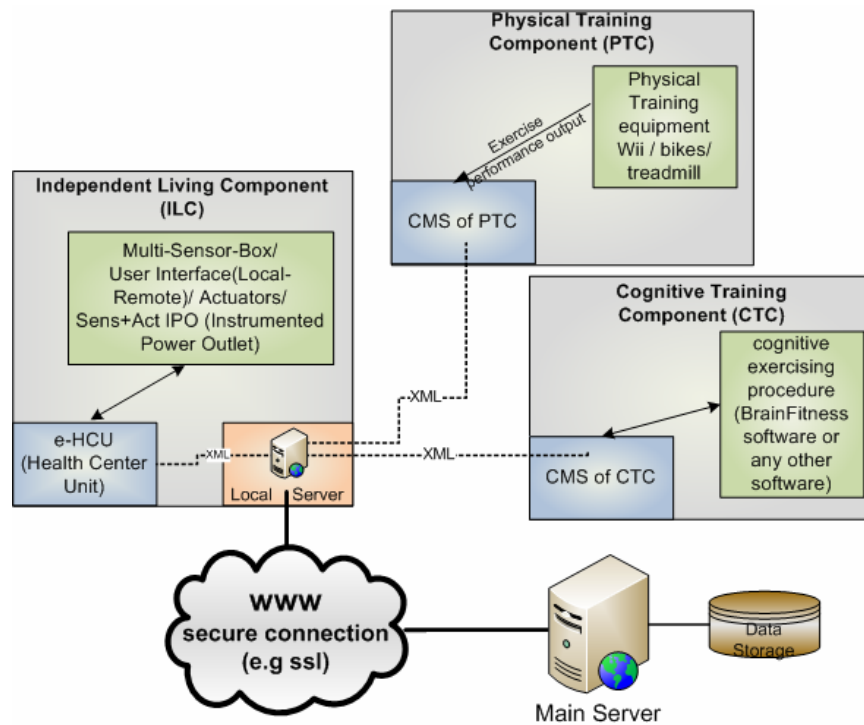 Physical Training
Component (PTC)
Physical
Training
equipment
Wii / bikes/
treadmill
Exercise
performance output
CMS of PTC
Independent Living Component
(ILC)
Multi-Sensor-Box/
User Interface(Local-
Remote)/ Actuators/
Sens+Act IPO (Instrumented
Power Outlet)
Cognitive Training
Component (CTC)
cognitive
exercising
procedure
(BrainFitness
software or
any other
software)
XML
e-HCU
(Health Center
Unit)
XML
XML
CMS of CTC
Local Server
www
secure connection
(e.g ssl)
Data
Storage
Main Server